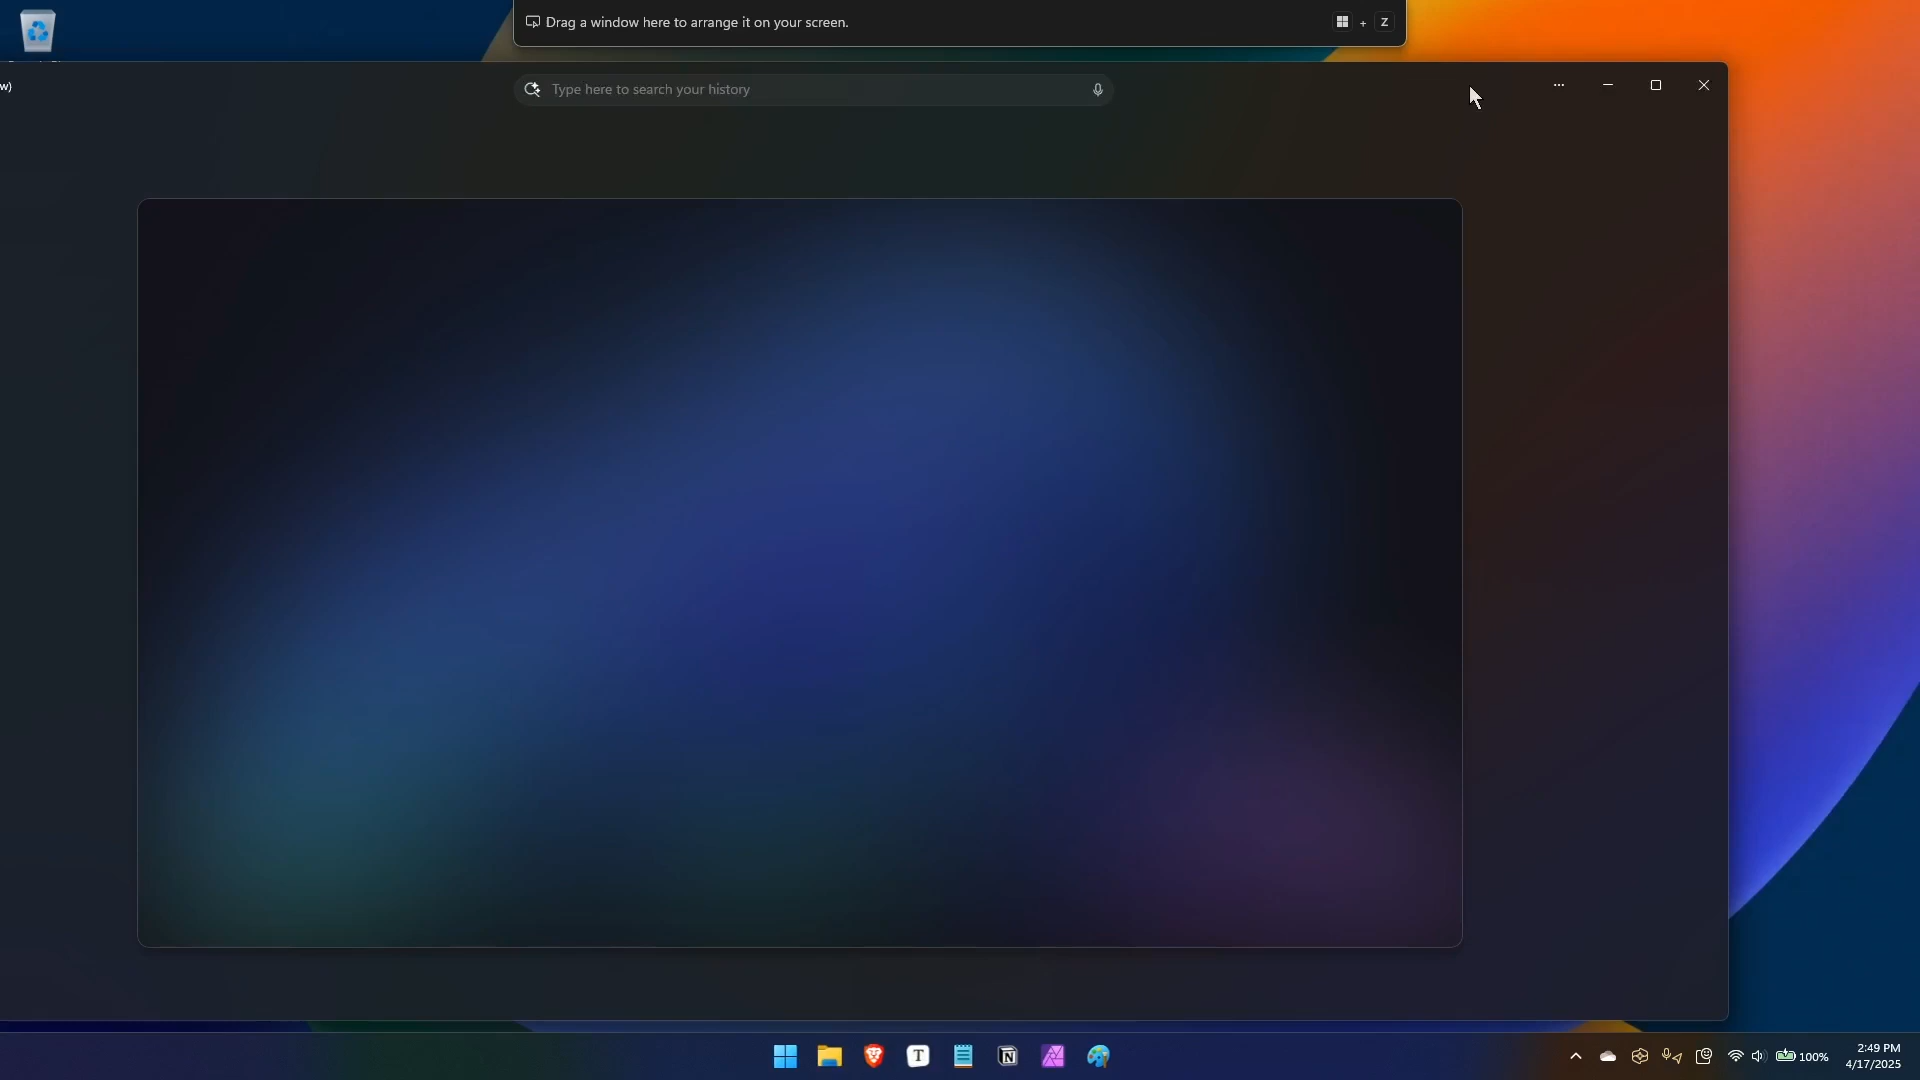 Drag a window here to arrange it on your screen.
+ Z
w)
Type here to search your history
100%
2:49 PM
4/17/2025